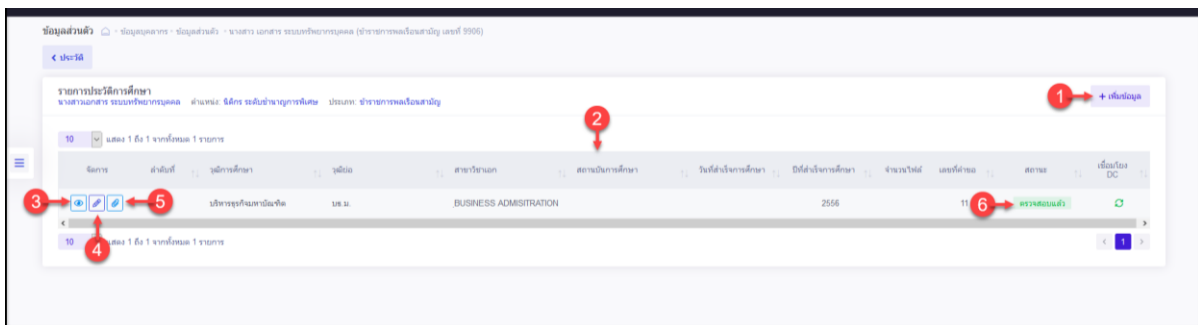 ข้อมูลส่วนตัว - ข้อมูลบุคลากร - ข้อมูลส่วนตัว - นางสาว เอกสาร ระบบทรัพยากรบุคคล (ข้าราชการพลเรือนสามัญ เลขที่ 9906)
ประวัติ
รายการประวัติการศึกษา
นางสาวเอกสาร ระบบทรัพยากรบุคคล ตำแหน่ง: นิติกร ระดับชำนาญการพิเศษ ประเภท: ข้าราชการพลเรือนสามัญ
1 + เพิ่มข้อมูล
10 แสดง 1 ถึง 1 จากทั้งหมด 1 รายการ
2
จัดการ ลำดับที่ วุฒิการศึกษา วุฒิย่อ สาขาวิชาเอก สถาบันการศึกษา วันที่สำเร็จการศึกษา ปีที่สำเร็จการศึกษา จำนวนไฟล์ เลขที่คำขอ สถานะ เชื่อมโยง DC
3 5 บริหารธุรกิจมหาบัณฑิต บธ.ม. BUSINESS ADMISITRATION 2556 11 6 ตรวจสอบแล้ว
4
10 แสดง 1 ถึง 1 จากทั้งหมด 1 รายการ < 1 >